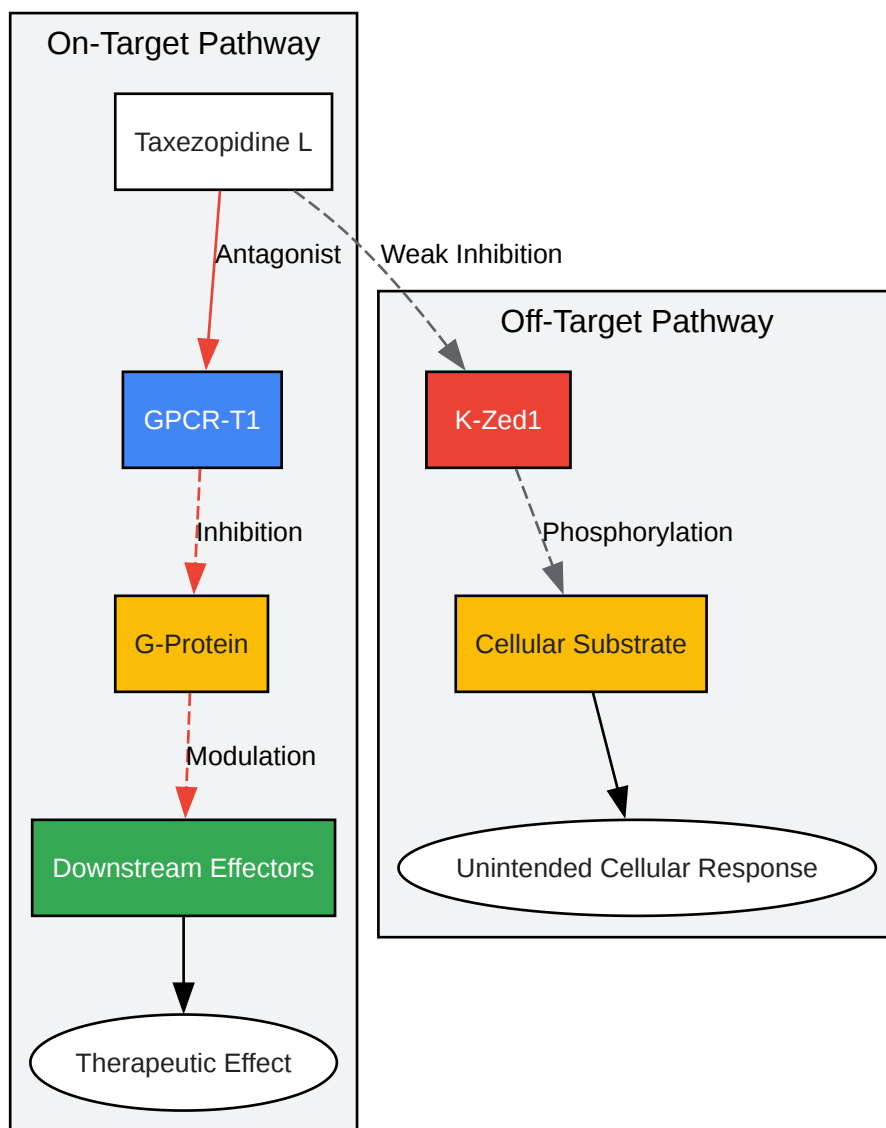 On-Target Pathway
Taxezopidine L
Antagonist
Weak Inhibition
Off-Target Pathway
GPCR-T1
K-Zed1
Inhibition
Phosphorylation
G-Protein
Cellular Substrate
Modulation
Downstream Effectors
Unintended Cellular Response
Therapeutic Effect